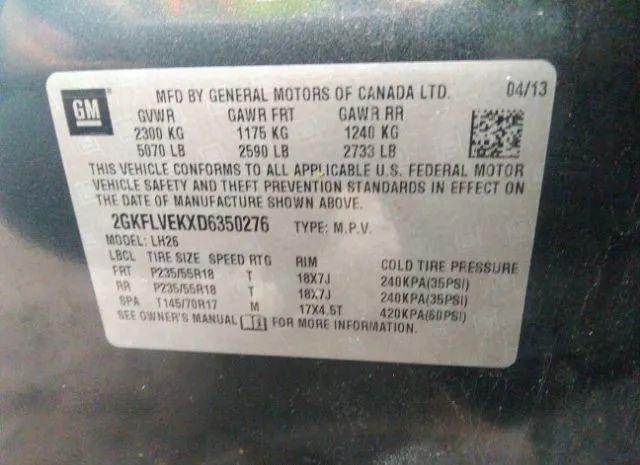 GM
MFD BY GENERAL MOTORS OF CANADA LTD. 04/13
GVWR GAWR FRT GAWR RR
2300 KG 1175 KG 1240 KG
5070 LB 2590 LB 2733 LB
THIS VEHICLE CONFORMS TO ALL APPLICABLE U.S. FEDERAL MOTOR
VEHICLE SAFETY AND THEFT PREVENTION STANDARDS IN EFFECT ON
THE DATE OF MANUFACTURE SHOWN ABOVE.
2GKFLVEKXD6350276 TYPE: M.P.V.
MODEL: LH26
LBCL TIRE SIZE SPEED RTG RIM COLD TIRE PRESSURE
FRT P235/55R18 T 18X7J 240KPA(35PSI)
RR P235/55R18 T 18X7J 240KPA(35PSI)
SPA T145/70R17 M 17X4.5T 420KPA(60PSI)
SEE OWNER'S MANUAL FOR MORE INFORMATION.